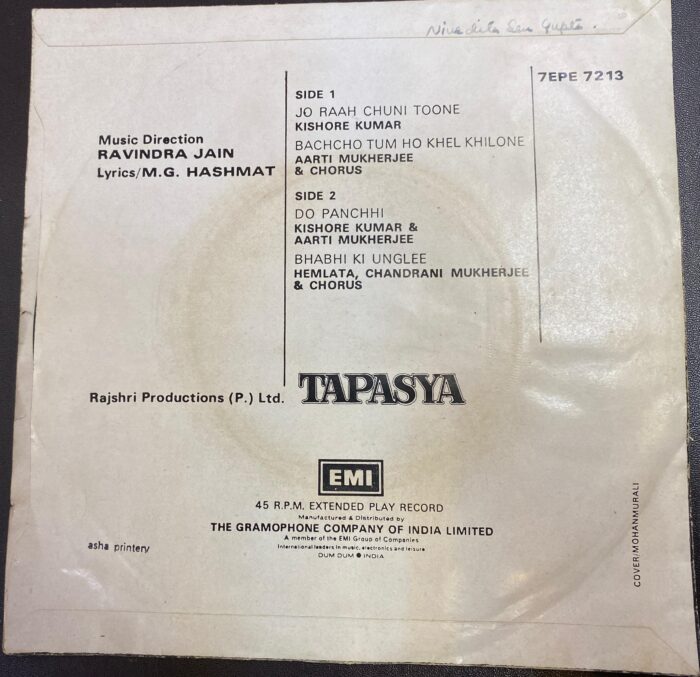 Nivedita Sen Gupta.
7EPE 7213
SIDE 1
JO RAAH CHUNI TOONE
KISHORE KUMAR
BACHCHO TUM HO KHEL KHILONE
AARTI MUKHERJEE
& CHORUS
SIDE 2
DO PANCHHI
KISHORE KUMAR &
AARTI MUKHERJEE
BHABHI KI UNGLEE
HEMLATA, CHANDRANI MUKHERJEE
& CHORUS
Music Direction
RAVINDRA JAIN
Lyrics/M.G. HASHMAT
Rajshri Productions (P.) Ltd.
TAPASYA
EMI
45 R.P.M. EXTENDED PLAY RECORD
Manufactured & Distributed by
THE GRAMOPHONE COMPANY OF INDIA LIMITED
A member of the EMI Group of Companies
International leaders in music, electronics and leisure
DUM DUM ● INDIA
asha printery
COVER/MOHANMURALI